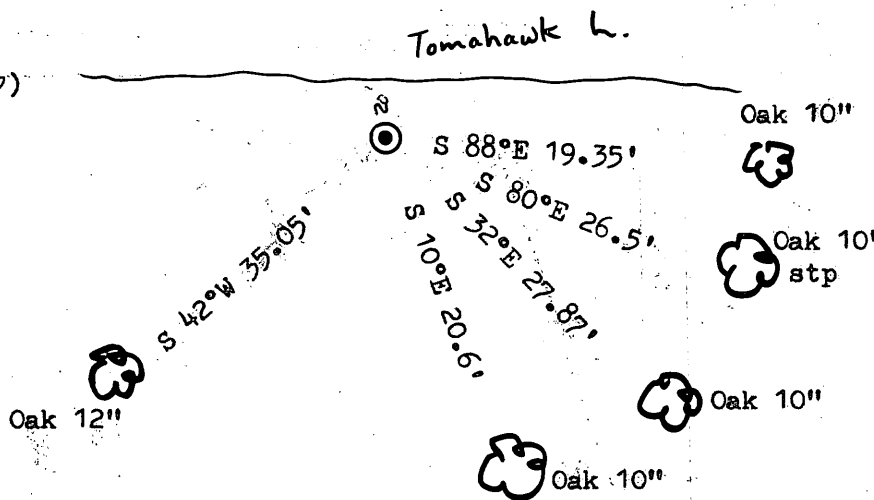 Tomahawk L.
Oak 10"
S 88°E 19.35'
S 80°E 26.5'
S 32°E 27.87'
S 10°E 20.6'
S 42°W 35.05'
Oak 10"
stp
Oak 10"
Oak 12"
Oak 10"